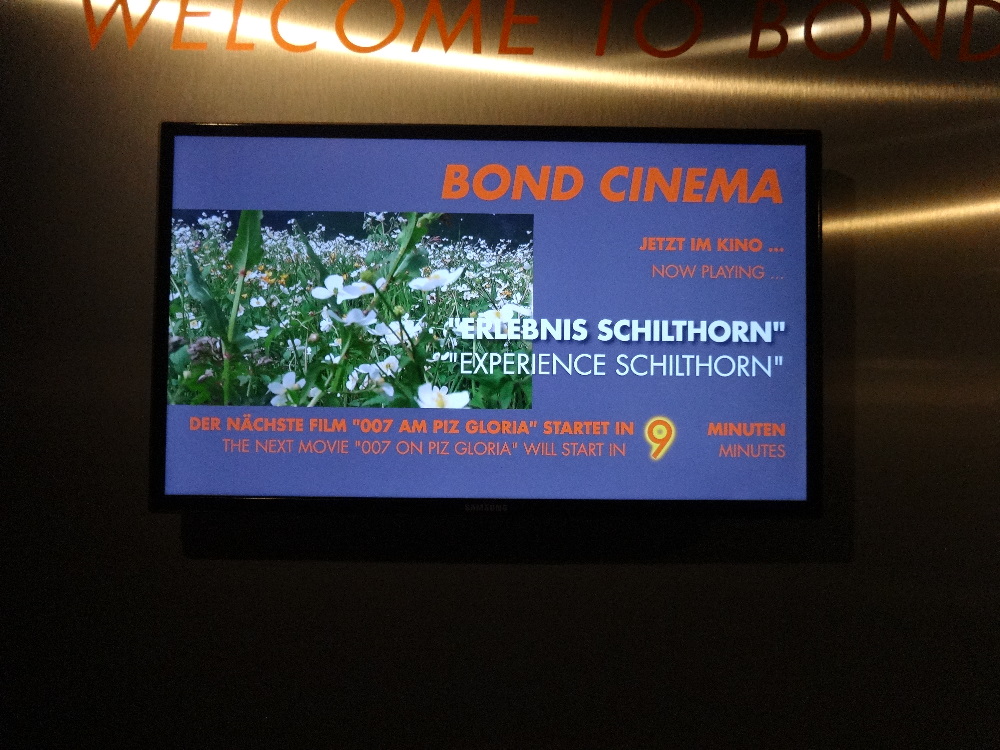 WELCOME TO BOND
BOND CINEMA
JETZT IM KINO ...
NOW PLAYING ...
"ERLEBNIS SCHILTHORN"
"EXPERIENCE SCHILTHORN"
DER NÄCHSTE FILM "007 AM PIZ GLORIA" STARTET IN 9 MINUTEN
THE NEXT MOVIE "007 ON PIZ GLORIA" WILL START IN MINUTES
SAMSUNG